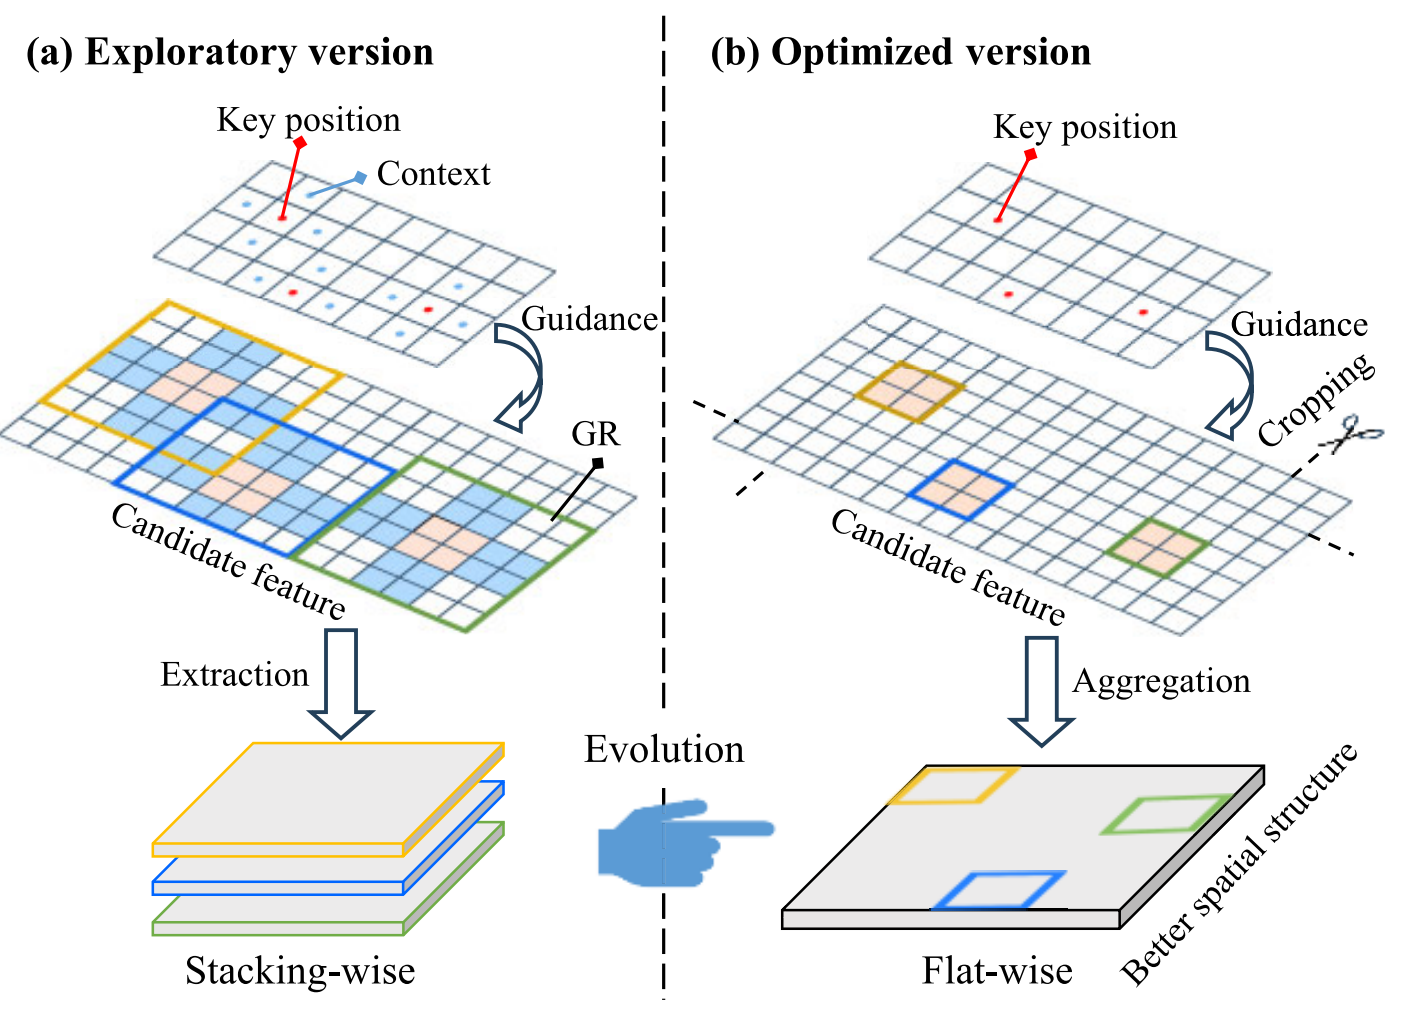 (a) Exploratory version
Key position
Context
Guidance
GR
Candidate feature
Extraction
Stacking-wise
Evolution
(b) Optimized version
Key position
Guidance
Cropping
Candidate feature
Aggregation
Better spatial structure
Flat-wise